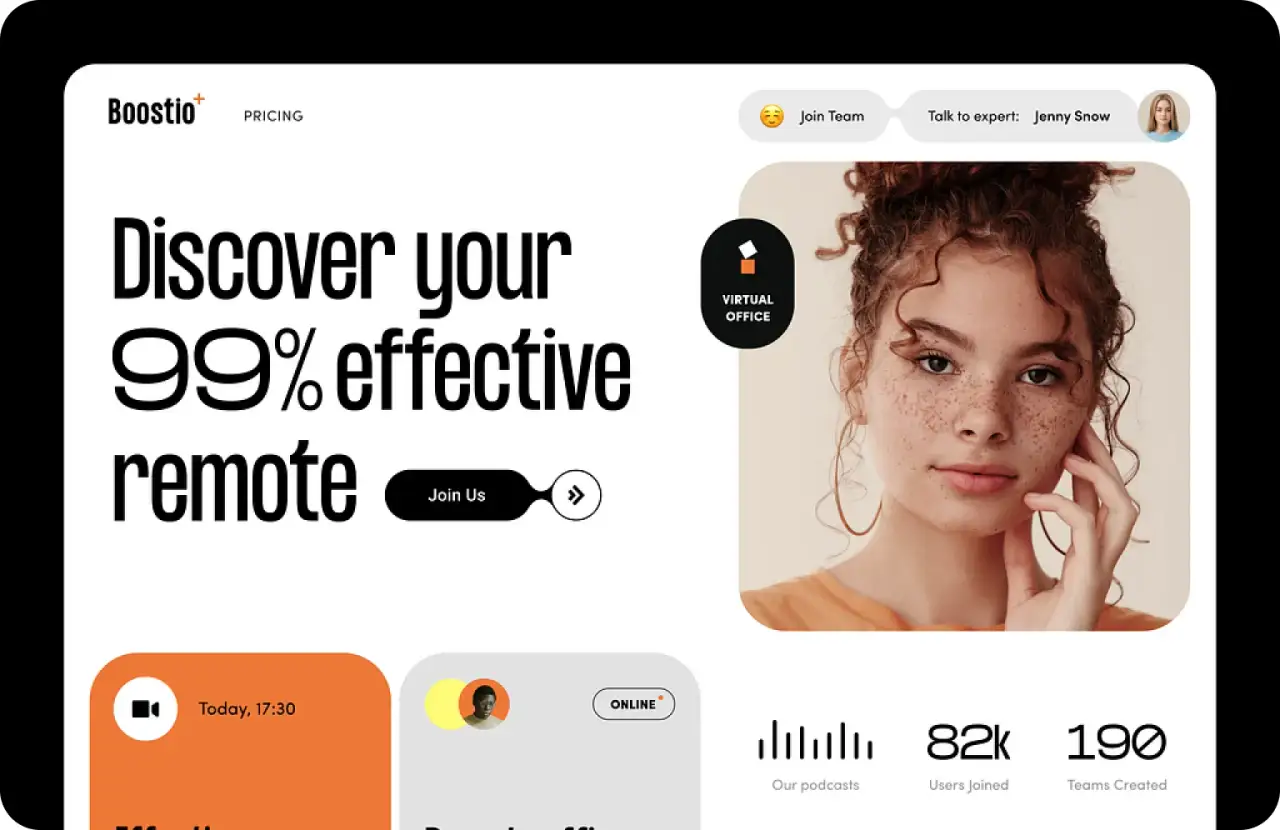 Boostio+
PRICING
Join Team
Talk to expert: Jenny Snow
Discover your
99% effective
remote
Join Us
VIRTUAL
OFFICE
Today, 17:30
ONLINE
82k
190
Our podcasts
Users Joined
Teams Created